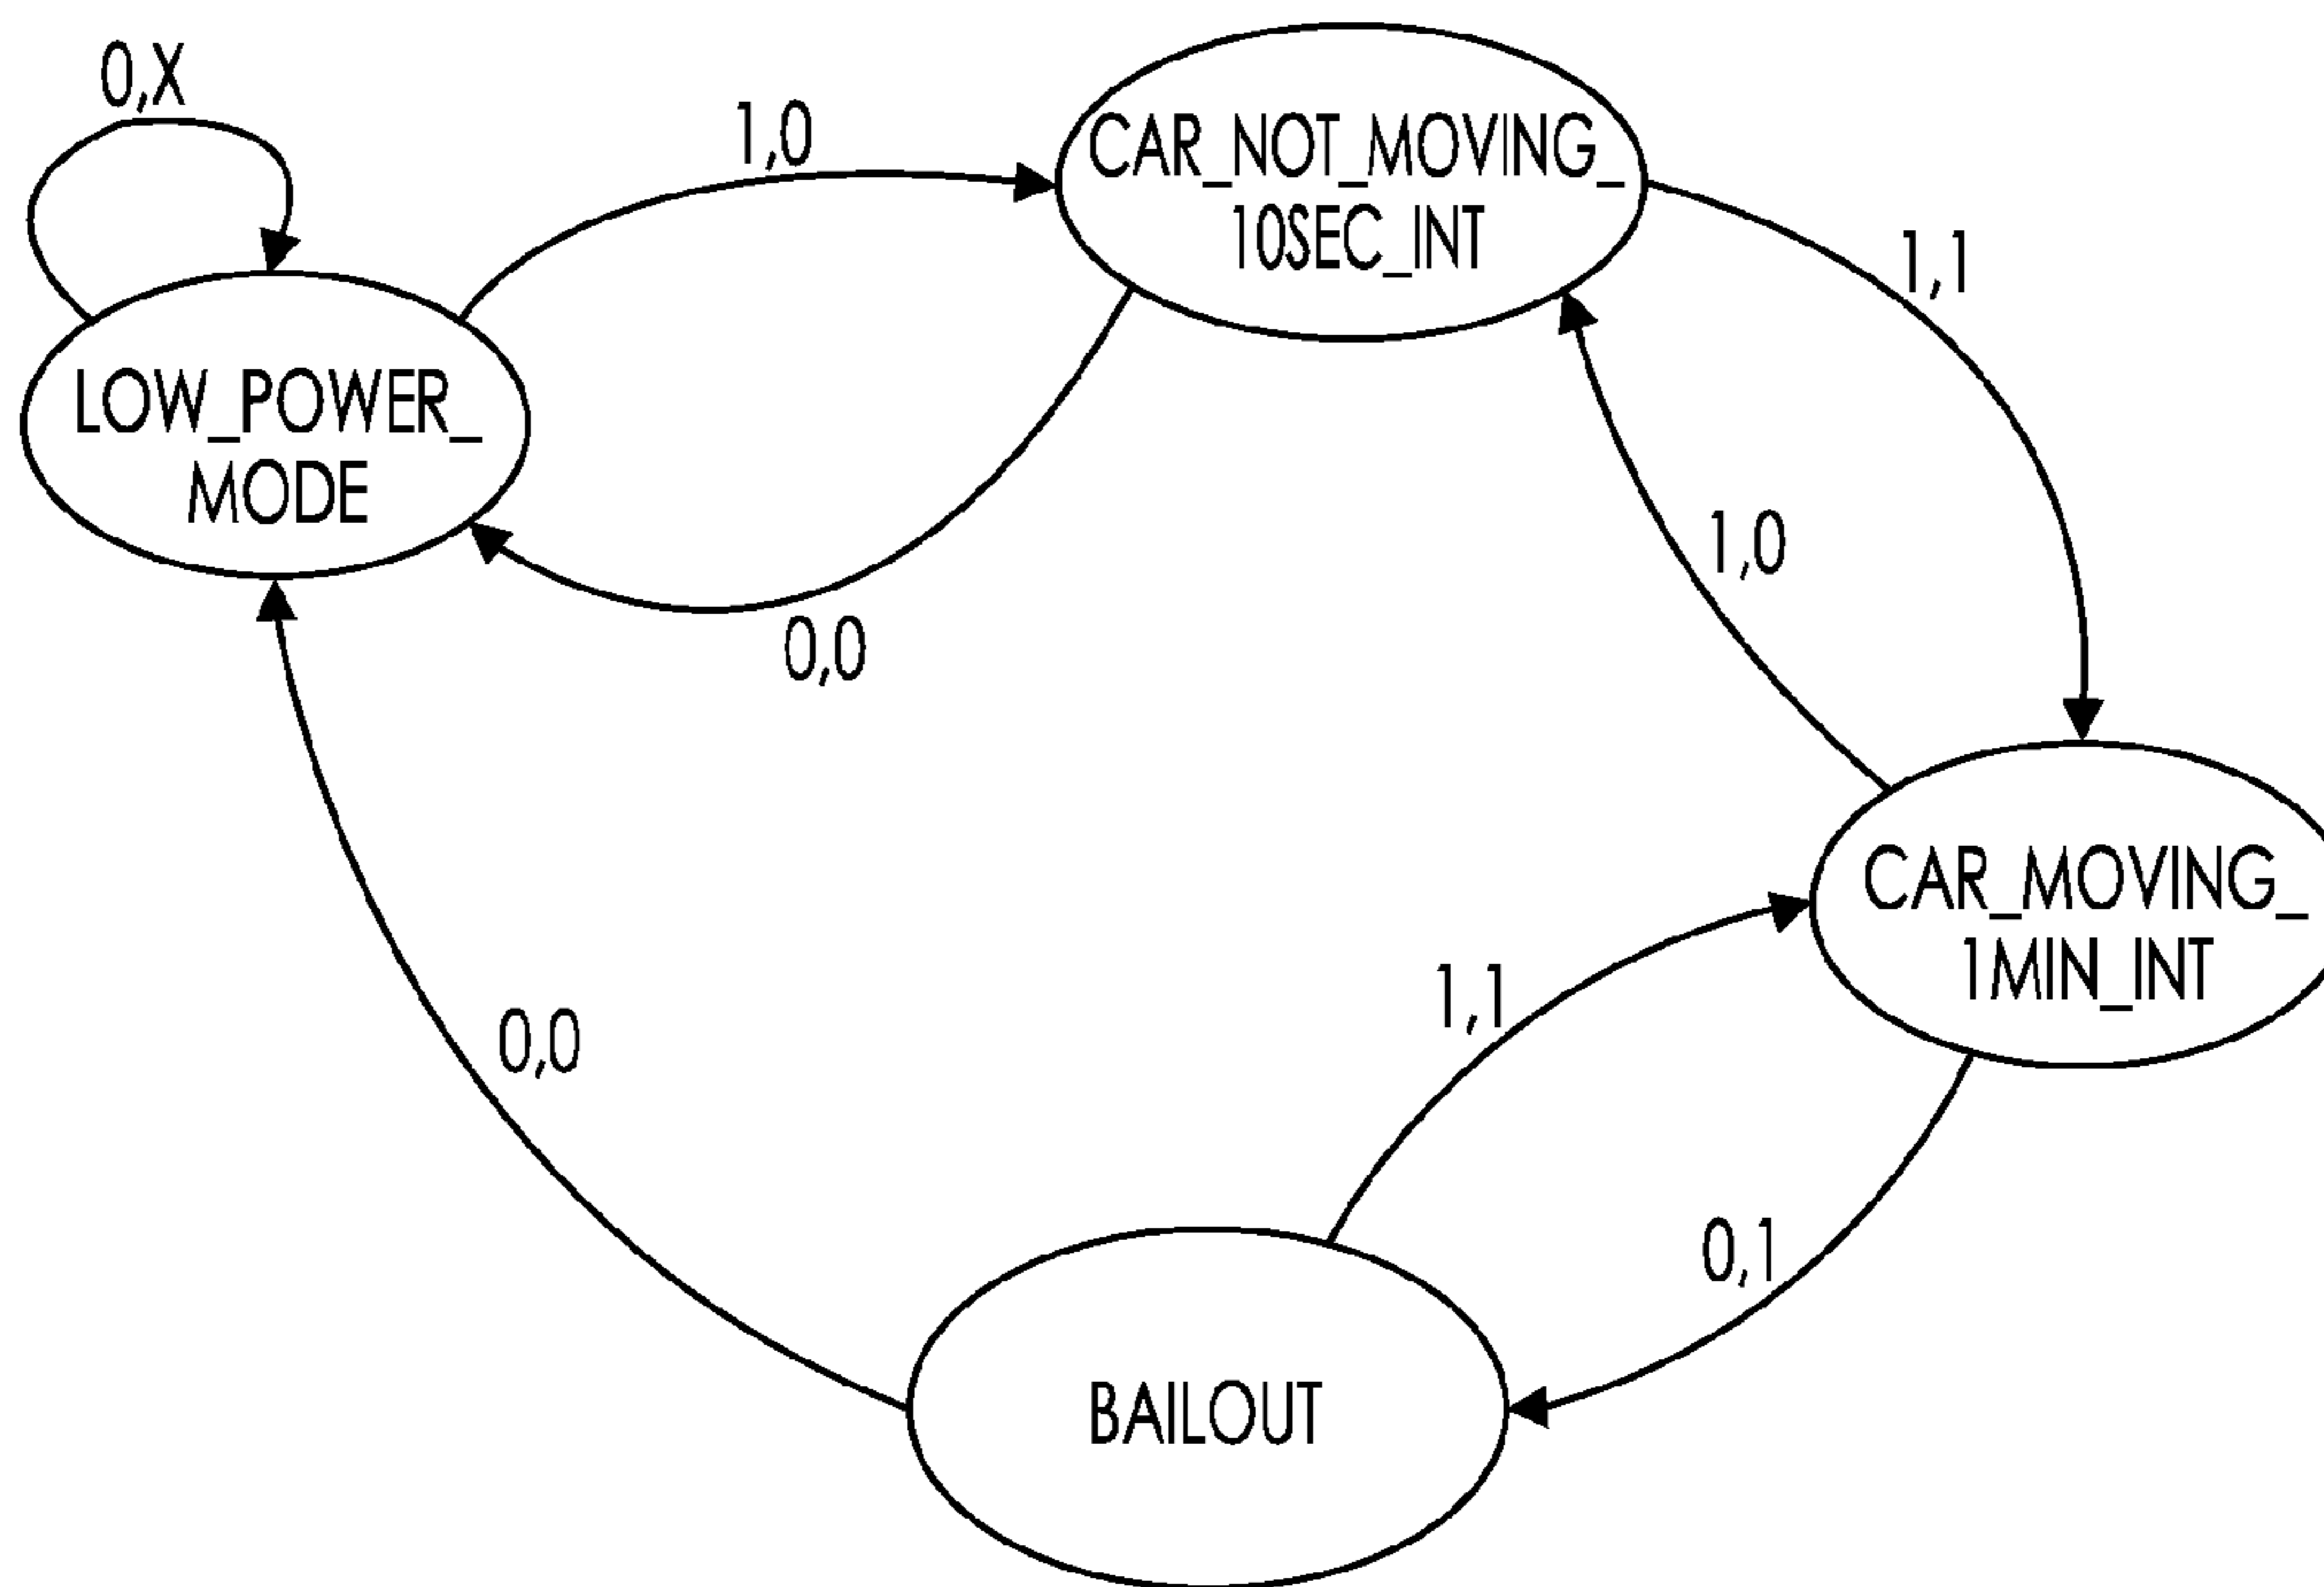 0,X
1,0
CAR_NOT_MOVING_
10SEC_INT
1,1
LOW_POWER_
MODE
1,0
0,0
CAR_MOVING_
1MIN_INT
1,1
0,0
0,1
BAILOUT